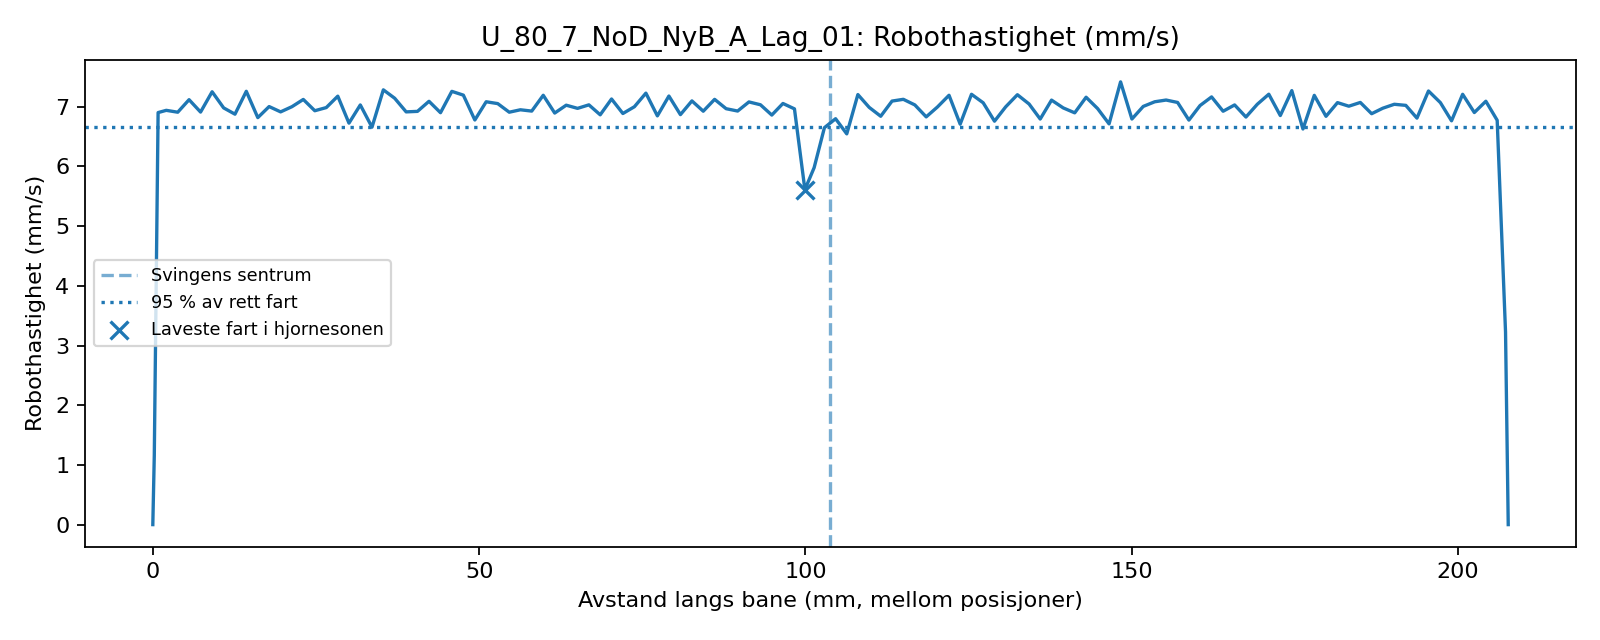 U_80_7_NoD_NyB_A_Lag_01: Robothastighet (mm/s)
Robothastighet (mm/s)
7
6
5
4
3
2
1
0
Svingens sentrum
95 % av rett fart
Laveste fart i hjornesonen
0 50 100 150 200
Avstand langs bane (mm, mellom posisjoner)